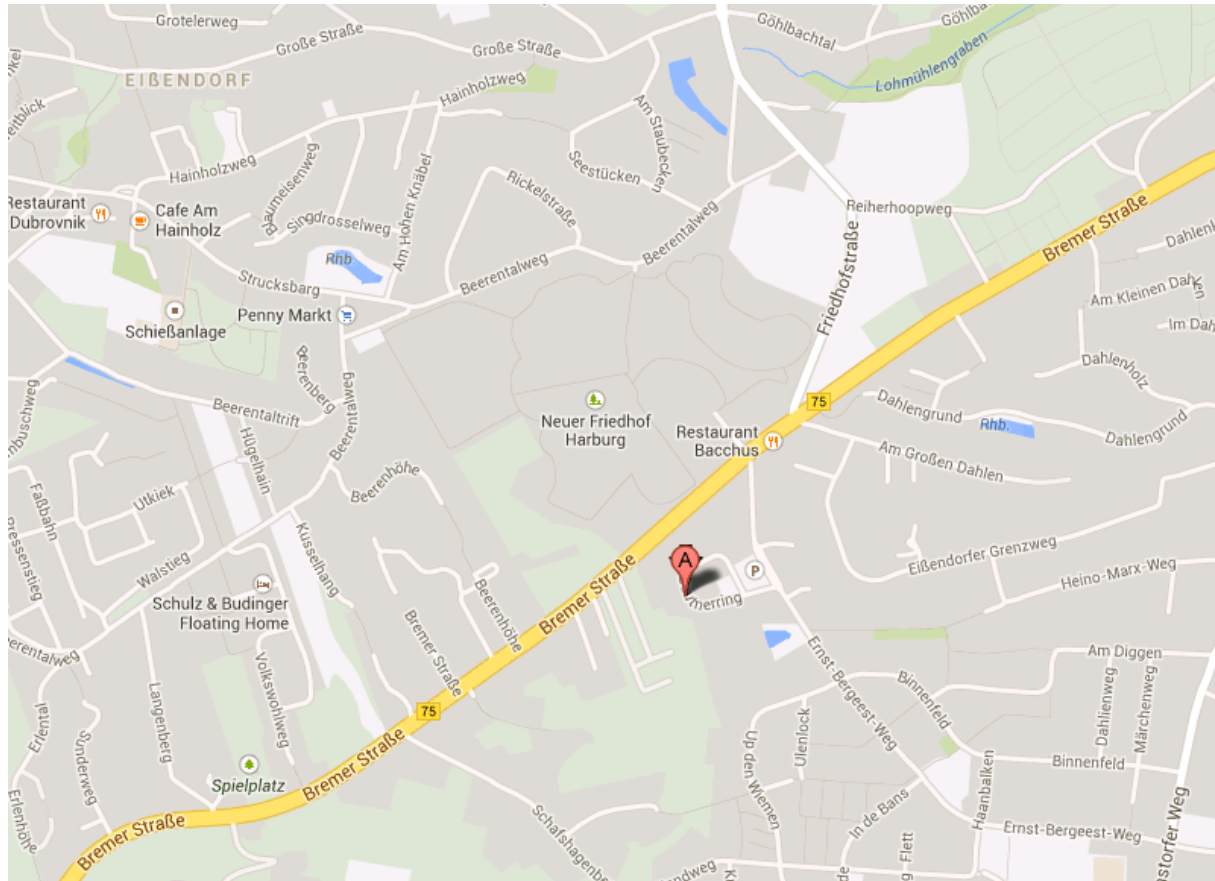 Grotelerweg
Große Straße
Große Straße
Göhlbachtal
EIßENDORF
Lohmühlengraben
Hainholzweg
Am Staubecken
Hainholzweg
Seestücken
Baumeisenweg
Rickelstraße
Restaurant
Dubrovnik
Cafe Am
Hainholz
Singdrosselweg
Am Hohen Knäbel
Reiherhoopweg
Bremer Straße
Rhb
Beerentalweg
Beerentalweg
Strucksbarg
Friedhofstraße
Am Kleinen Dahlen
Penny Markt
Schießanlage
Beerenberg
Dahlenholz
Beerentalweg
Beerentaltrift
Neuer Friedhof
Harburg
75
Dahlengrund
Rhb.
Dahlengrund
Restaurant
Bacchus
Am Großen Dahlen
Hügelhain
Beerenhöhe
Utkiek
Faßbahn
Pressenstieg
Küsselhang
Walstieg
A
P
Eißendorfer Grenzweg
Heino-Marx-Weg
Schulz & Budinger
Floating Home
Beerenhöhe
Bremer Straße
Bremer Straße
Ernst-Bergeest-Weg
Am Diggen
Binnenfeld
Volkswohlweg
Langenberg
Erlental
Sunderweg
75
Dahlienweg
Märchenweg
Ulenlock
Up den Wiemen
Bremer Straße
Binnenfeld
Spielplatz
Erlenhöhe
Haanbalken
In de Bans
Bremer Straße
Schafshagenberg
Ernst-Bergeest-Weg
Flett